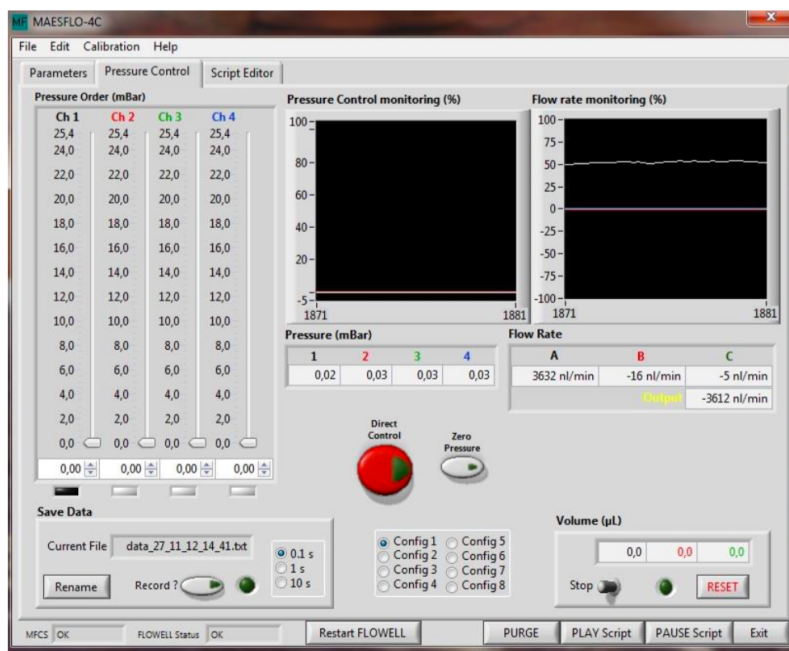 MF MAESFLO-4C
File Edit Calibration Help
Parameters Pressure Control Script Editor
Pressure Order (mBar)
Ch 1 Ch 2 Ch 3 Ch 4
25,4 25,4 25,4 25,4
24,0 24,0 24,0 24,0
22,0 22,0 22,0 22,0
20,0 20,0 20,0 20,0
18,0 18,0 18,0 18,0
16,0 16,0 16,0 16,0
14,0 14,0 14,0 14,0
12,0 12,0 12,0 12,0
10,0 10,0 10,0 10,0
8,0 8,0 8,0 8,0
6,0 6,0 6,0 6,0
4,0 4,0 4,0 4,0
2,0 2,0 2,0 2,0
0,0 0,0 0,0 0,0
0,00 0,00 0,00 0,00
Pressure Control monitoring (%)
100
80
60
40
20
-5
1871 1881
Flow rate monitoring (%)
100
75
50
25
0
-25
-50
-75
-100
1871 1881
Pressure (mBar)
1 2 3 4
0,02 0,03 0,03 0,03
Flow Rate
A B C
3632 nl/min -16 nl/min -5 nl/min
Output -3612 nl/min
Direct
Control
Zero
Pressure
Save Data
Current File data_27_11_12_14_41.txt
Rename Record ?
0.1 s
1 s
10 s
Config 1 Config 5
Config 2 Config 6
Config 3 Config 7
Config 4 Config 8
Volume (µL)
0,0 0,0 0,0
Stop RESET
MFCS OK FLOWELL Status OK Restart FLOWELL PURGE PLAY Script PAUSE Script Exit